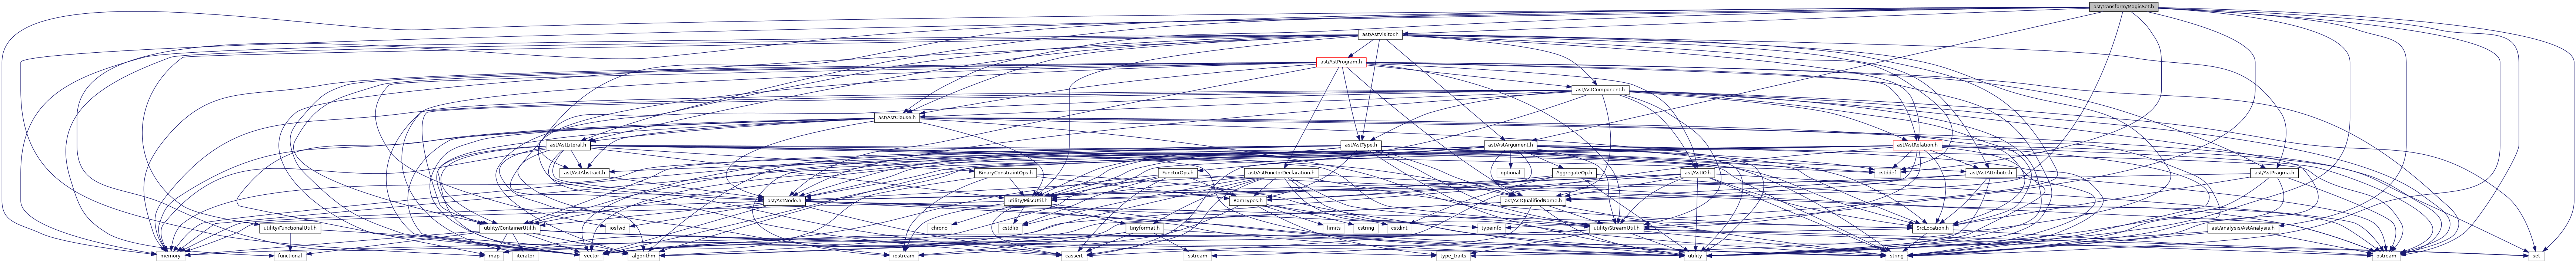 ast/transform/MagicSet.h
ast/AstVisitor.h
ast/AstProgram.h
ast/AstComponent.h
ast/AstClause.h
ast/AstLiteral.h
ast/AstType.h
ast/AstArgument.h
ast/AstRelation.h
ast/AstAbstract.h
BinaryConstraintOps.h
FunctorOps.h
ast/AstFunctorDeclaration.h
optional
AggregateOp.h
ast/AstIO.h
cstddef
ast/AstAttribute.h
ast/AstPragma.h
ast/AstNode.h
utility/MiscUtil.h
RamTypes.h
ast/AstQualifiedName.h
utility/FunctionalUtil.h
utility/ContainerUtil.h
iosfwd
chrono
cstdlib
tinyformat.h
limits
cstring
cstdint
typeinfo
utility/StreamUtil.h
SrcLocation.h
ast/analysis/AstAnalysis.h
memory
functional
map
iterator
vector
algorithm
iostream
cassert
sstream
type_traits
utility
string
ostream
set